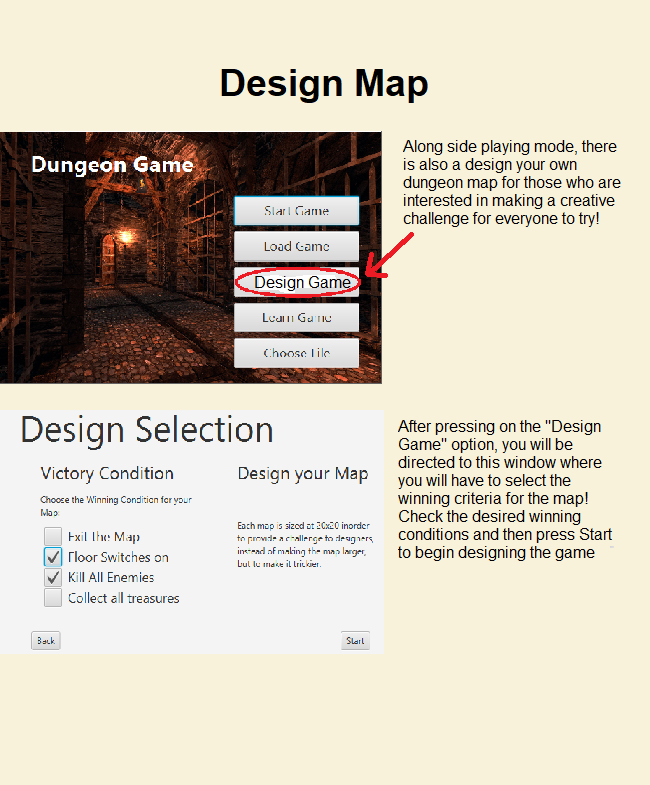 Design Map
Dungeon Game
Start Game
Load Game
Design Game
Learn Game
Choose File
Along side playing mode, there
is also a design your own
dungeon map for those who are
interested in making a creative
challenge for everyone to try!
Design Selection
Victory Condition
Choose the Winning Condition for your
Map:
Exit the Map
Floor Switches on
Kill All Enemies
Collect all treasures
Back
Design your Map
Each map is sized at 20x20 inorder
to provide a challenge to designers,
instead of making the map larger,
but to make it trickier.
Start
After pressing on the "Design
Game" option, you will be
directed to this window where
you will have to select the
winning criteria for the map!
Check the desired winning
conditions and then press Start
to begin designing the game